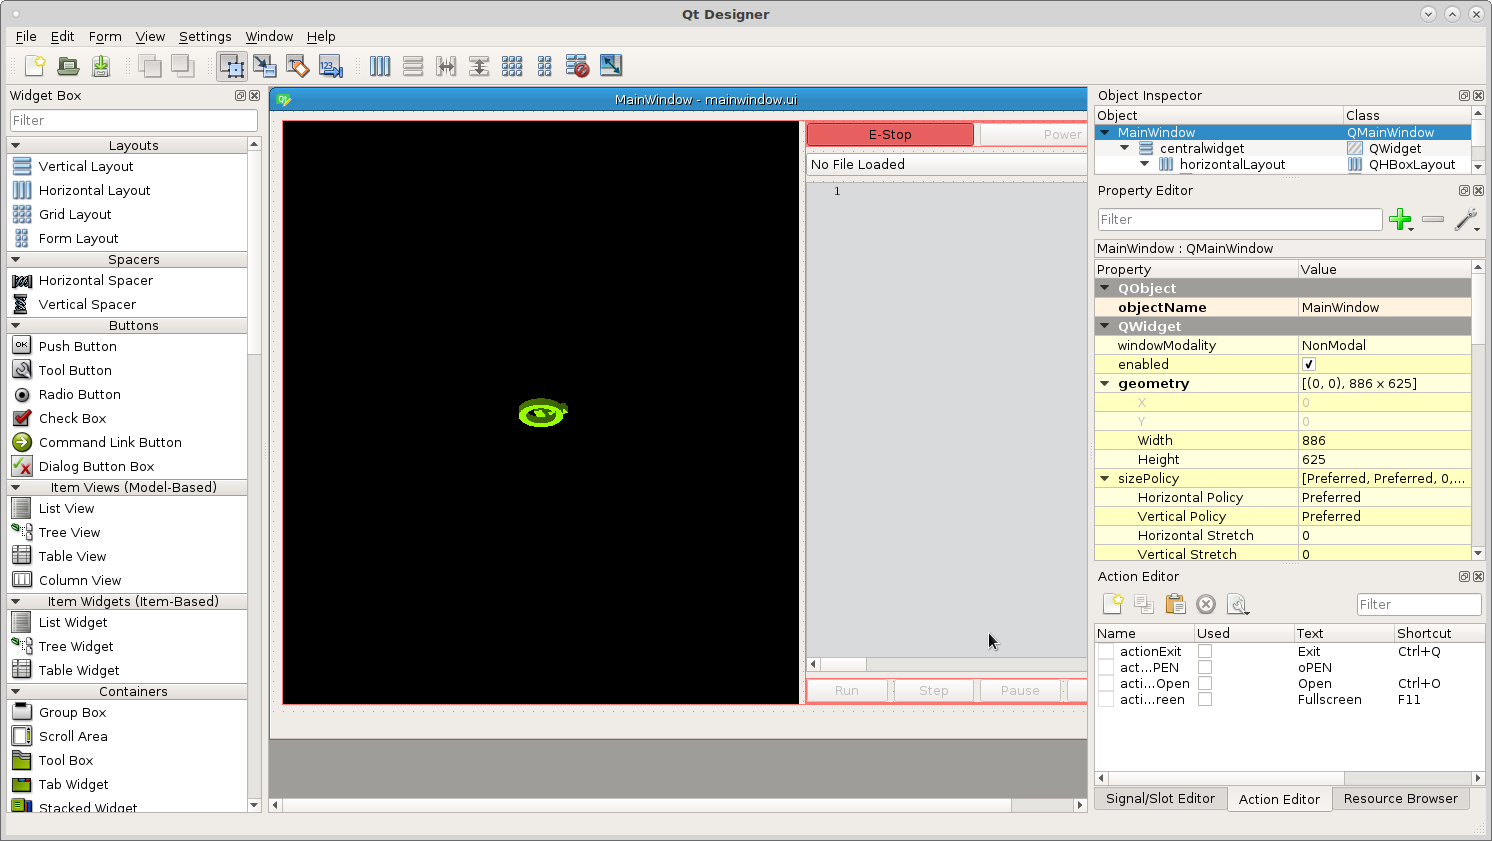 Qt Designer
File Edit Form View Settings Window Help
123
Widget Box
Filter
Layouts
Vertical Layout
Horizontal Layout
Grid Layout
Form Layout
Spacers
Horizontal Spacer
Vertical Spacer
Buttons
OK Push Button
Tool Button
Radio Button
Check Box
Command Link Button
Dialog Button Box
Item Views (Model-Based)
List View
Tree View
Table View
Column View
Item Widgets (Item-Based)
List Widget
Tree Widget
Table Widget
Containers
Group Box
Scroll Area
Tool Box
Tab Widget
Stacked Widget
Qt MainWindow - mainwindow.ui
E-Stop Power
No File Loaded
1
Run Step Pause
Object Inspector
Object Class
MainWindow QMainWindow
centralwidget QWidget
horizontalLayout QHBoxLayout
Property Editor
Filter
MainWindow : QMainWindow
Property Value
QObject
objectName MainWindow
QWidget
windowModality NonModal
enabled
geometry [(0, 0), 886 x 625]
X 0
Y 0
Width 886
Height 625
sizePolicy [Preferred, Preferred, 0,...
Horizontal Policy Preferred
Vertical Policy Preferred
Horizontal Stretch 0
Vertical Stretch 0
Action Editor
Filter
Name Used Text Shortcut
actionExit Exit Ctrl+Q
act...PEN oPEN
acti...Open Open Ctrl+O
acti...reen Fullscreen F11
Signal/Slot Editor Action Editor Resource Browser